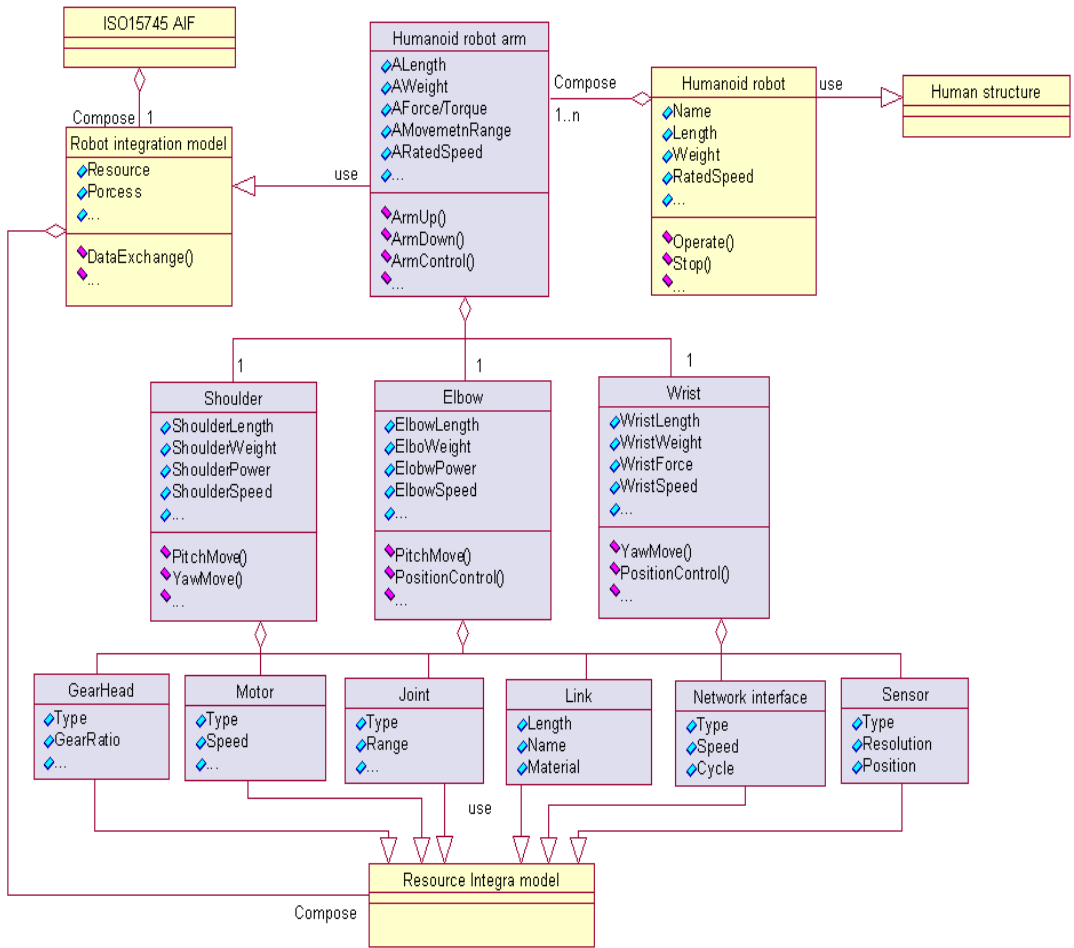 ISO15745 AIF
Compose 1
Robot integration model
Resource
Porcess
...
DataExchange()
...
use
Humanoid robot arm
ALength
AWeight
AForce/Torque
AMovemetnRange
ARatedSpeed
...
ArmUp()
ArmDown()
ArmControl()
...
Compose
1..n
Humanoid robot
Name
Length
Weight
RatedSpeed
...
Operate()
Stop()
...
use
Human structure
1
1
1
Shoulder
ShoulderLength
ShoulderWeight
ShoulderPower
ShoulderSpeed
...
PitchMove()
YawMove()
...
Elbow
ElbowLength
ElboWeight
ElobwPower
ElbowSpeed
...
PitchMove()
PositionControl()
...
Wrist
WristLength
WristWeight
WristForce
WristSpeed
...
YawMove()
PositionControl()
...
GearHead
Type
GearRatio
...
Motor
Type
Speed
...
Joint
Type
Range
...
Link
Length
Name
Material
Network interface
Type
Speed
Cycle
Sensor
Type
Resolution
Position
use
Resource Integra model
Compose